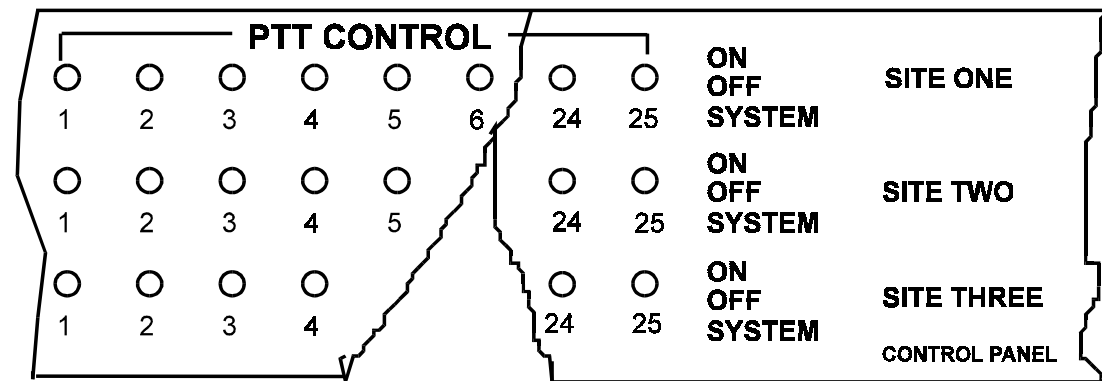 PTT CONTROL
1 2 3 4 5 6 24 25
ON
OFF
SYSTEM
SITE ONE
1 2 3 4 5 24 25
ON
OFF
SYSTEM
SITE TWO
1 2 3 4 24 25
ON
OFF
SYSTEM
SITE THREE
CONTROL PANEL